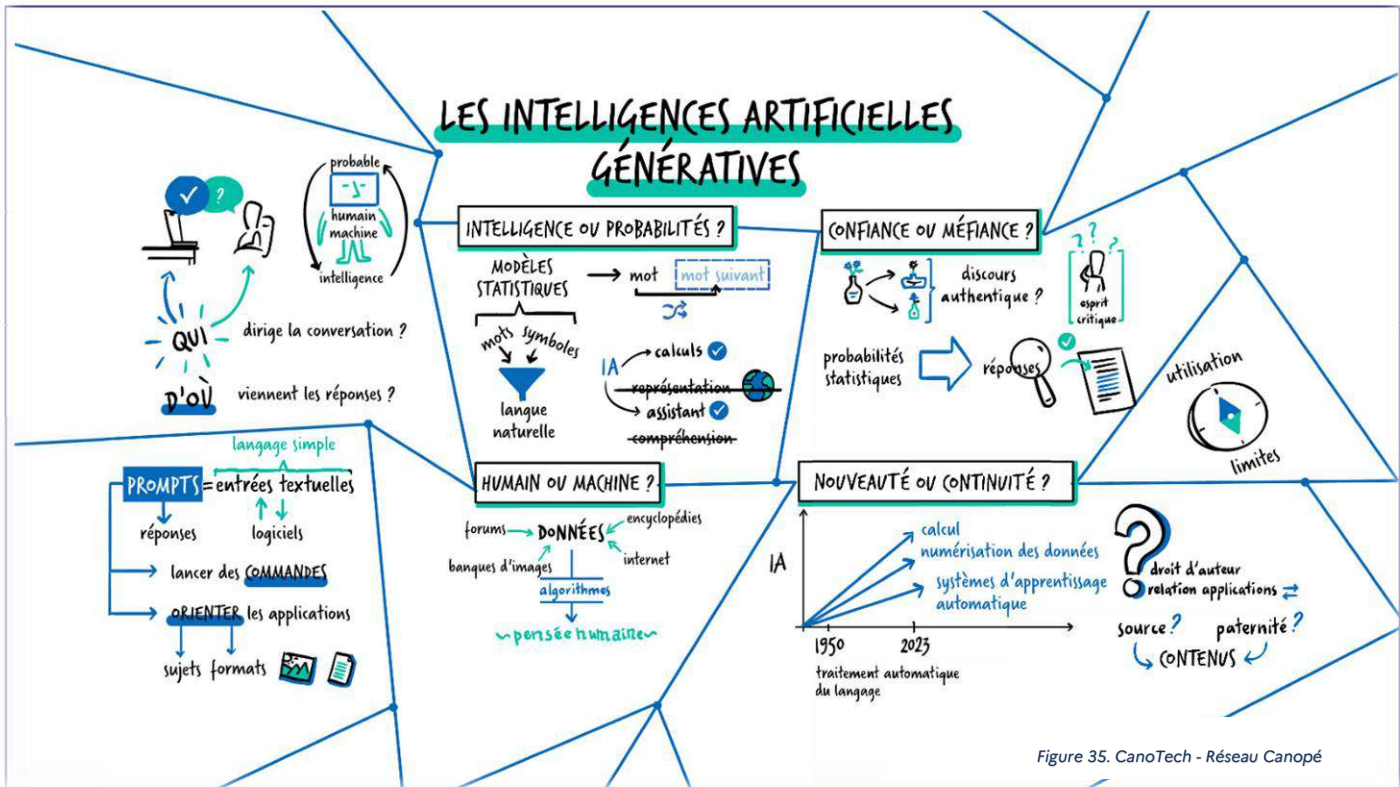 LES INTELLIGENCES ARTIFICIELLES
GÉNÉRATIVES
?
probable
humain
machine
intelligence
QUI
dirige la conversation ?
D'OÙ
viennent les réponses ?
INTELLIGENCE OU PROBABILITÉS ?
MODÈLES
STATISTIQUES
mot
mot suivant
mots
symboles
langue
naturelle
IA
calculs
représentation
assistant
compréhension
CONFIANCE OU MÉFIANCE ?
discours
authentique ?
? ? ?
esprit
critique
probabilités
statistiques
réponses
utilisation
limites
langage simple
PROMPTS = entrées textuelles
réponses
logiciels
lancer des COMMANDES
ORIENTER les applications
sujets formats
HUMAIN OU MACHINE ?
forums
DONNÉES
encyclopédies
banques d'images
internet
algorithmes
~pensée humaine~
NOUVEAUTÉ OU CONTINUITÉ ?
IA
calcul
numérisation des données
systèmes d'apprentissage
automatique
1950
2023
traitement automatique
du langage
?
droit d'auteur
relation applications
source ?
paternité ?
CONTENUS
Figure 35. CanoTech - Réseau Canopé